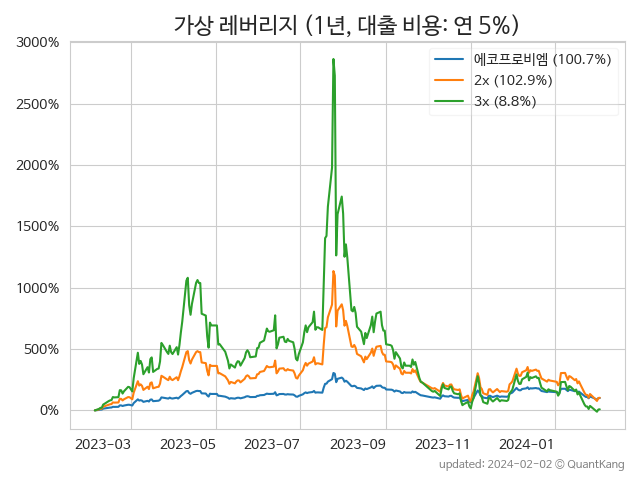 가상 레버리지 (1년, 대출 비용: 연 5%)
3000%
2500%
2000%
1500%
1000%
500%
0%
에코프로비엠 (100.7%)
2x (102.9%)
3x (8.8%)
2023-03 2023-05 2023-07 2023-09 2023-11 2024-01
updated: 2024-02-02 © QuantKang